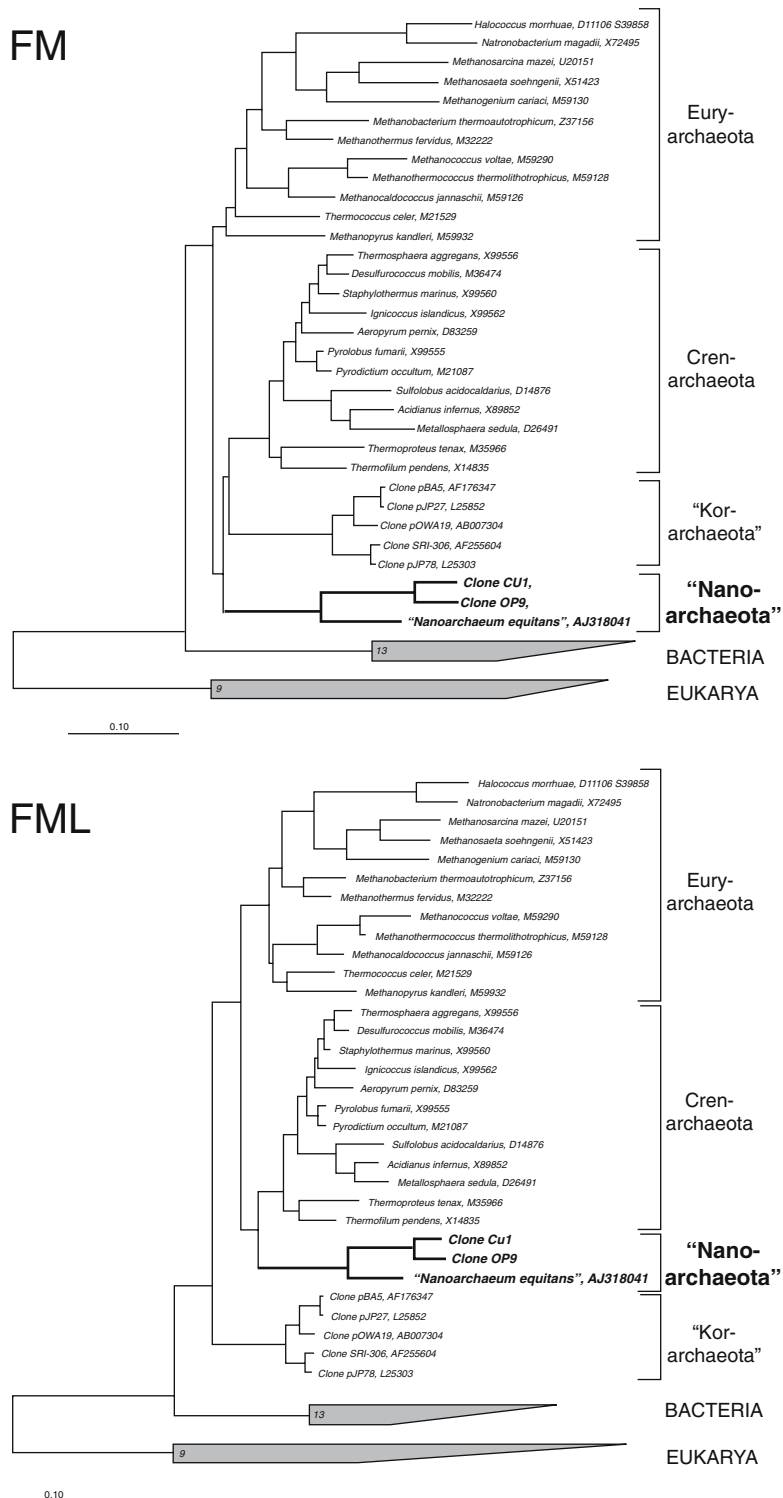 FM
Halococcus morrhuae, D11106 S39858
Natronobacterium magadii, X72495
Methanosarcina mazei, U20151
Methanosaeta soehngenii, X51423
Methanogenium cariaci, M59130
Methanobacterium thermoautotrophicum, Z37156
Methanothermus fervidus, M32222
Methanococcus voltae, M59290
Methanothermococcus thermolithotrophicus, M59128
Methanocaldococcus jannaschii, M59126
Thermococcus celer, M21529
Methanopyrus kandleri, M59932
Eury-
archaeota
Thermosphaera aggregans, X99556
Desulfurococcus mobilis, M36474
Staphylothermus marinus, X99560
Ignicoccus islandicus, X99562
Aeropyrum pernix, D83259
Pyrolobus fumarii, X99555
Pyrodictium occultum, M21087
Sulfolobus acidocaldarius, D14876
Acidianus infernus, X89852
Metallosphaera sedula, D26491
Thermoproteus tenax, M35966
Thermofilum pendens, X14835
Cren-
archaeota
Clone pBA5, AF176347
Clone pJP27, L25852
Clone pOWA19, AB007304
Clone SRI-306, AF255604
Clone pJP78, L25303
“Kor-
archaeota”
Clone CU1,
Clone OP9,
“Nanoarchaeum equitans”, AJ318041
“Nano-
archaeota”
13
BACTERIA
9
EUKARYA
0.10
FML
Halococcus morrhuae, D11106 S39858
Natronobacterium magadii, X72495
Methanosarcina mazei, U20151
Methanosaeta soehngenii, X51423
Methanogenium cariaci, M59130
Methanobacterium thermoautotrophicum, Z37156
Methanothermus fervidus, M32222
Methanococcus voltae, M59290
Methanothermococcus thermolithotrophicus, M59128
Methanocaldococcus jannaschii, M59126
Thermococcus celer, M21529
Methanopyrus kandleri, M59932
Eury-
archaeota
Thermosphaera aggregans, X99556
Desulfurococcus mobilis, M36474
Staphylothermus marinus, X99560
Ignicoccus islandicus, X99562
Aeropyrum pernix, D83259
Pyrolobus fumarii, X99555
Pyrodictium occultum, M21087
Sulfolobus acidocaldarius, D14876
Acidianus infernus, X89852
Metallosphaera sedula, D26491
Thermoproteus tenax, M35966
Thermofilum pendens, X14835
Cren-
archaeota
Clone Cu1
Clone OP9
“Nanoarchaeum equitans”, AJ318041
“Nano-
archaeota”
Clone pBA5, AF176347
Clone pJP27, L25852
Clone pOWA19, AB007304
Clone SRI-306, AF255604
Clone pJP78, L25303
“Kor-
archaeota”
13
BACTERIA
9
EUKARYA
0.10